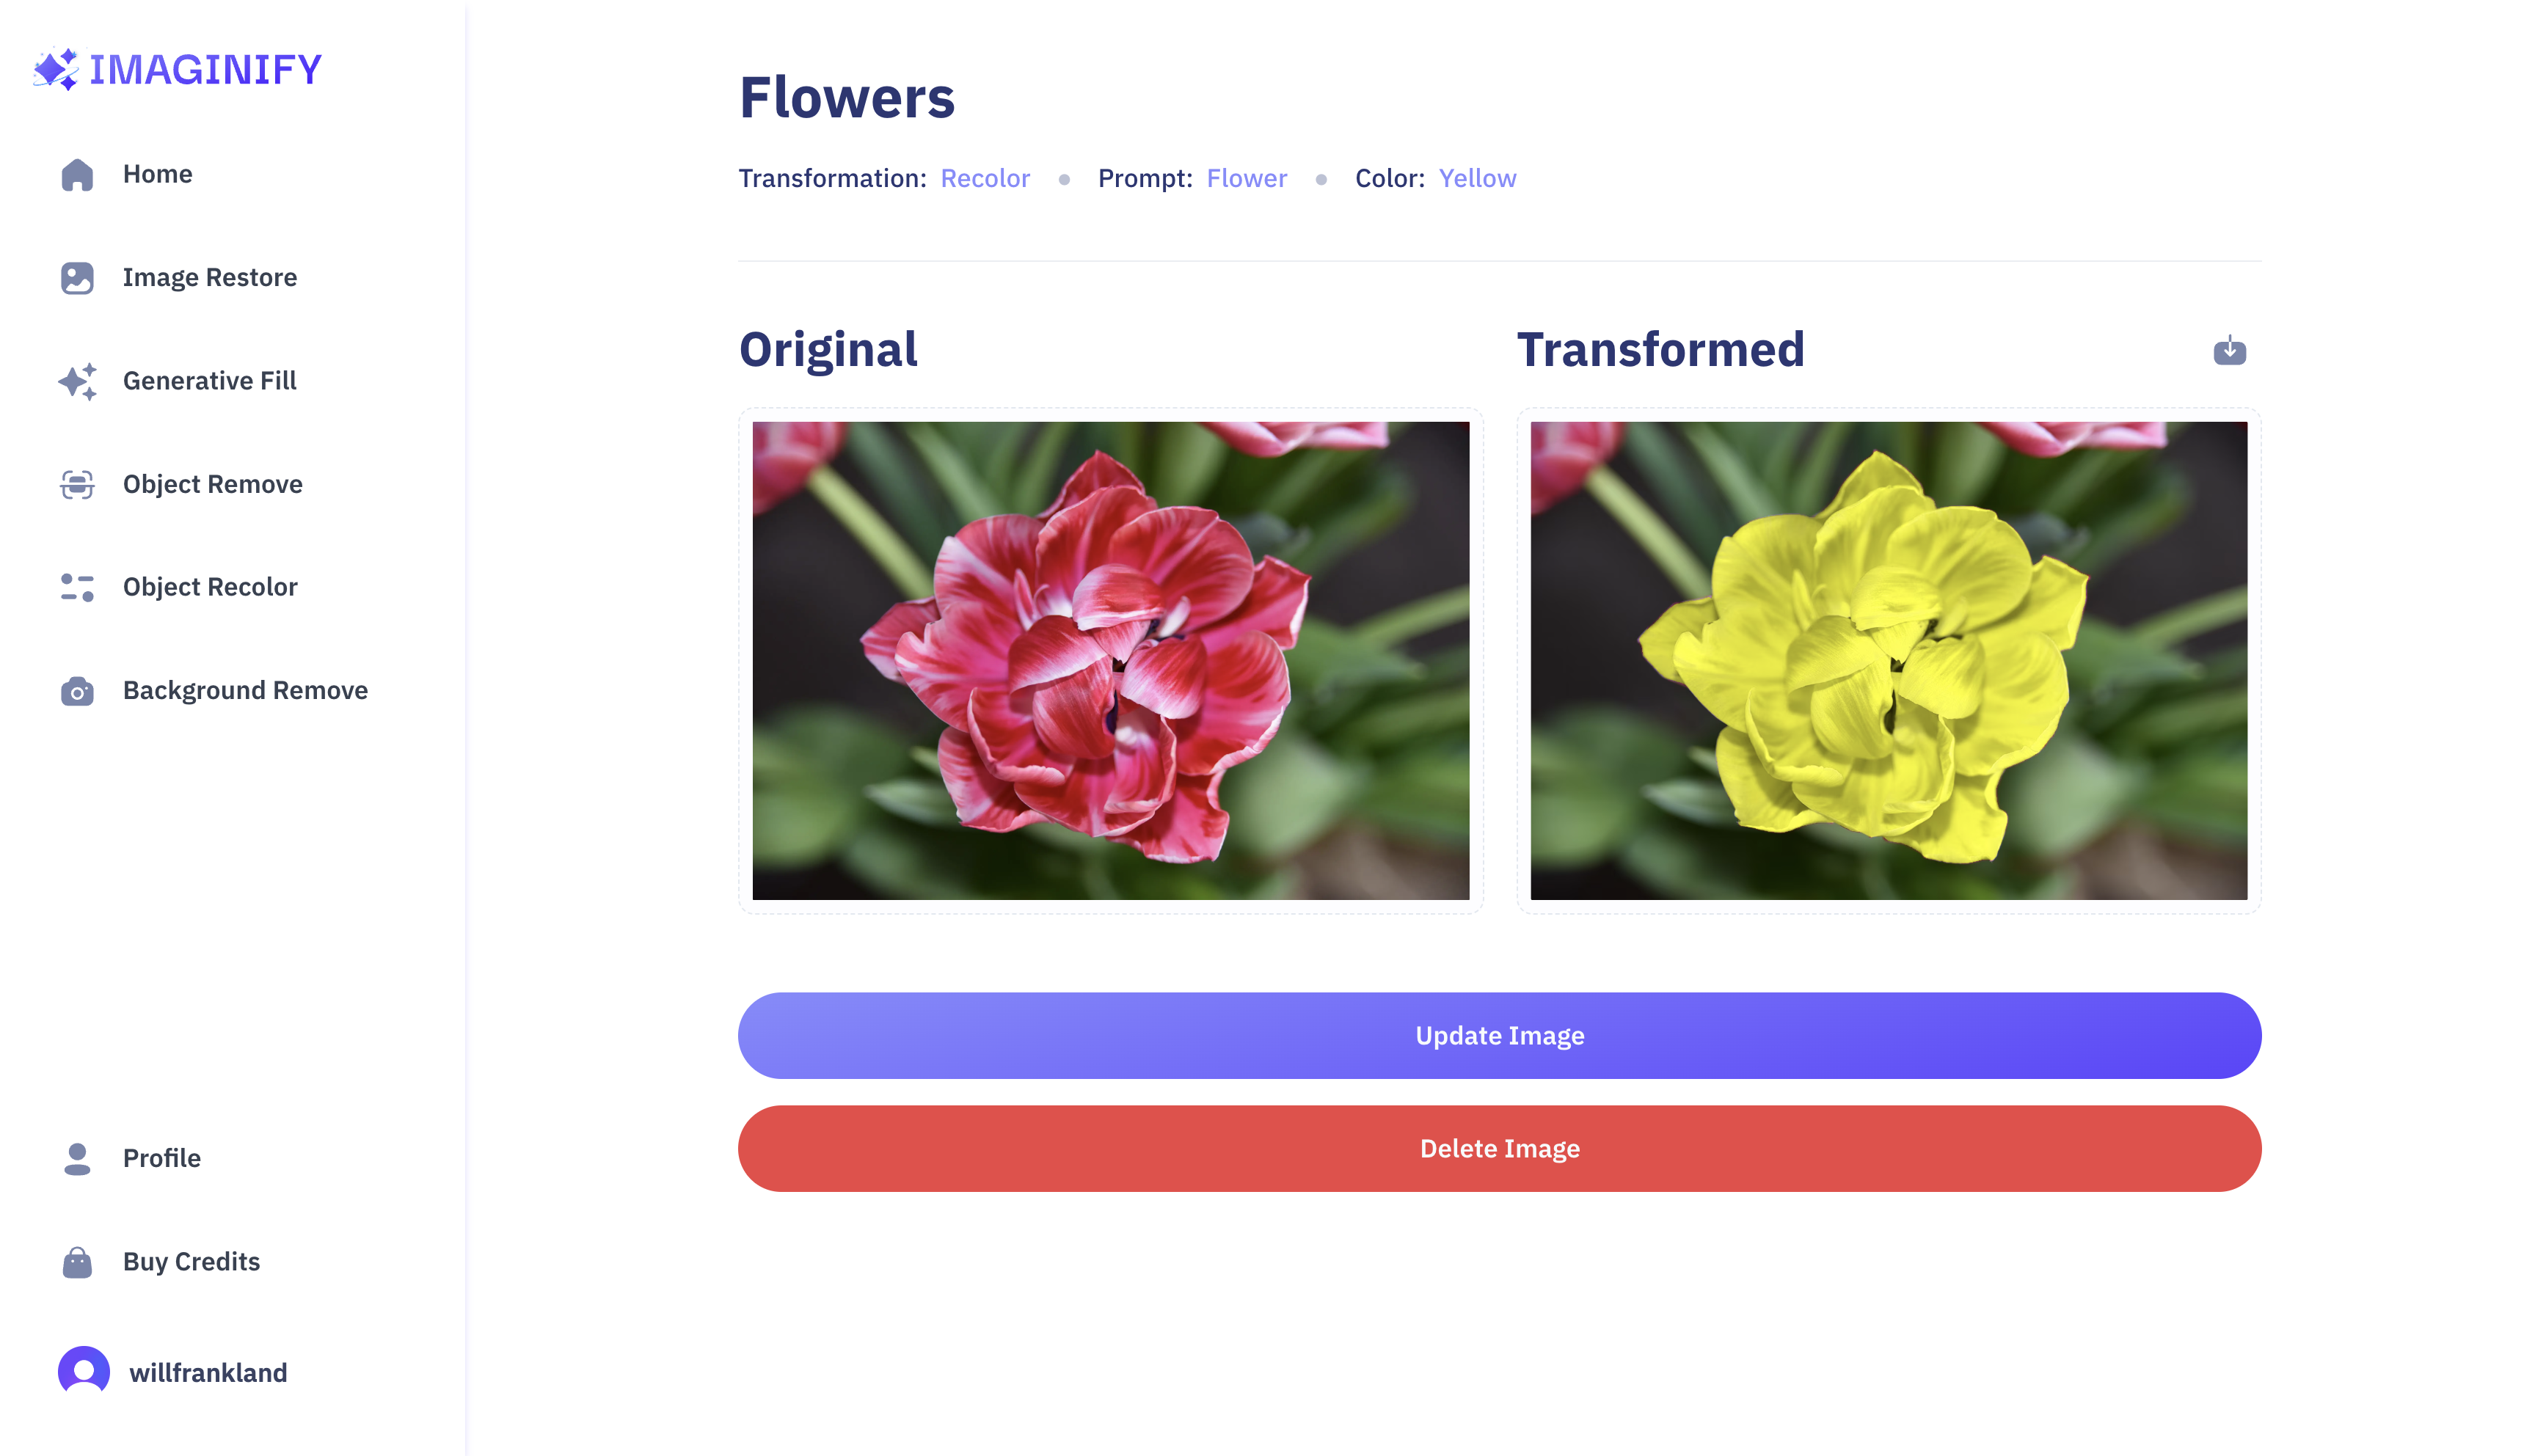 IMAGINIFY
Home
Image Restore
Generative Fill
Object Remove
Object Recolor
Background Remove
Profile
Buy Credits
willfrankland
Flowers
Transformation: Recolor Prompt: Flower Color: Yellow
Original
Transformed
Update Image
Delete Image